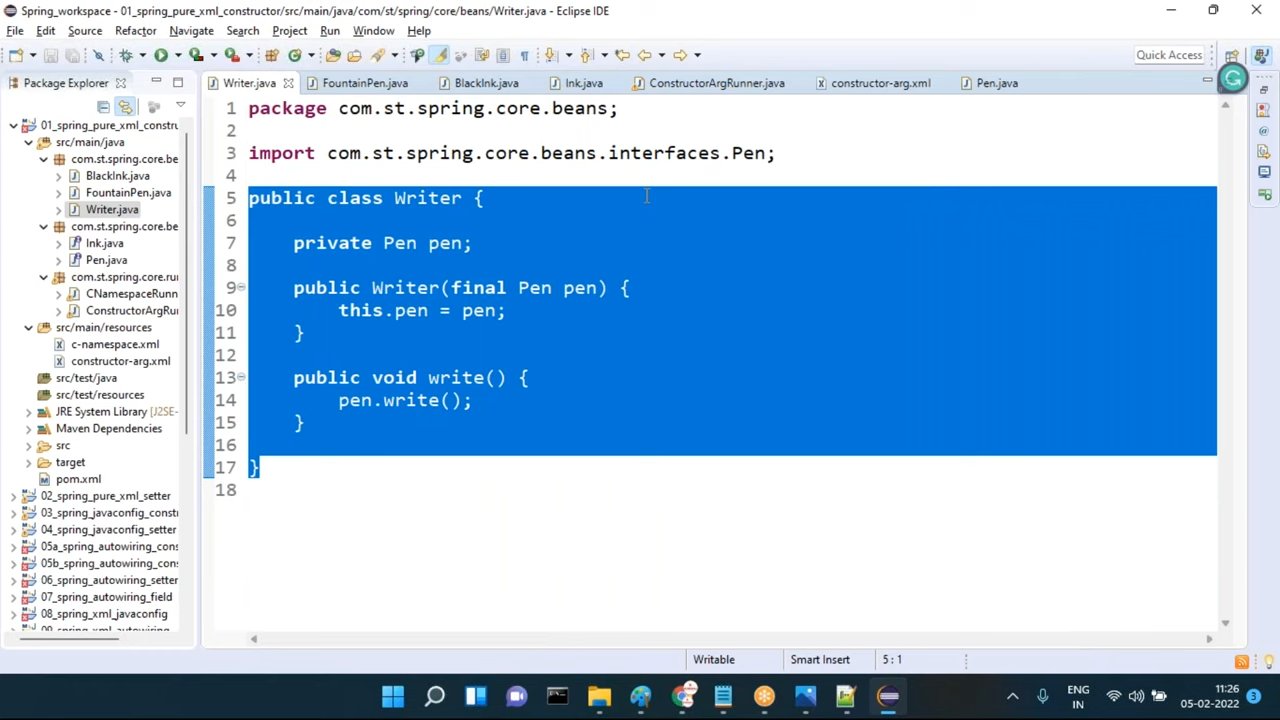 Spring_workspace - 01_spring_pure_xml_constructor/src/main/java/com/st/spring/core/beans/Writer.java - Eclipse IDE
File Edit Source Refactor Navigate Search Project Run Window Help
Quick Access
Package Explorer
Writer.java FountainPen.java BlackInk.java Ink.java ConstructorArgRunner.java constructor-arg.xml Pen.java
01_spring_pure_xml_constru
src/main/java
com.st.spring.core.be
BlackInk.java
FountainPen.java
Writer.java
com.st.spring.core.be
Ink.java
Pen.java
com.st.spring.core.run
CNamespaceRunn
ConstructorArgRu
src/main/resources
c-namespace.xml
constructor-arg.xml
src/test/java
src/test/resources
JRE System Library [J2SE-
Maven Dependencies
src
target
pom.xml
02_spring_pure_xml_setter
03_spring_javaconfig_constr
04_spring_javaconfig_setter
05a_spring_autowiring_cons
05b_spring_autowiring_cons
06_spring_autowiring_setter
07_spring_autowiring_field
08_spring_xml_javaconfig
1 package com.st.spring.core.beans;
2
3 import com.st.spring.core.beans.interfaces.Pen;
4
5 public class Writer {
6
7 private Pen pen;
8
9 public Writer(final Pen pen) {
10 this.pen = pen;
11 }
12
13 public void write() {
14 pen.write();
15 }
16
17 }
18
Writable Smart Insert 5 : 1
ENG
IN
11:26
05-02-2022
3